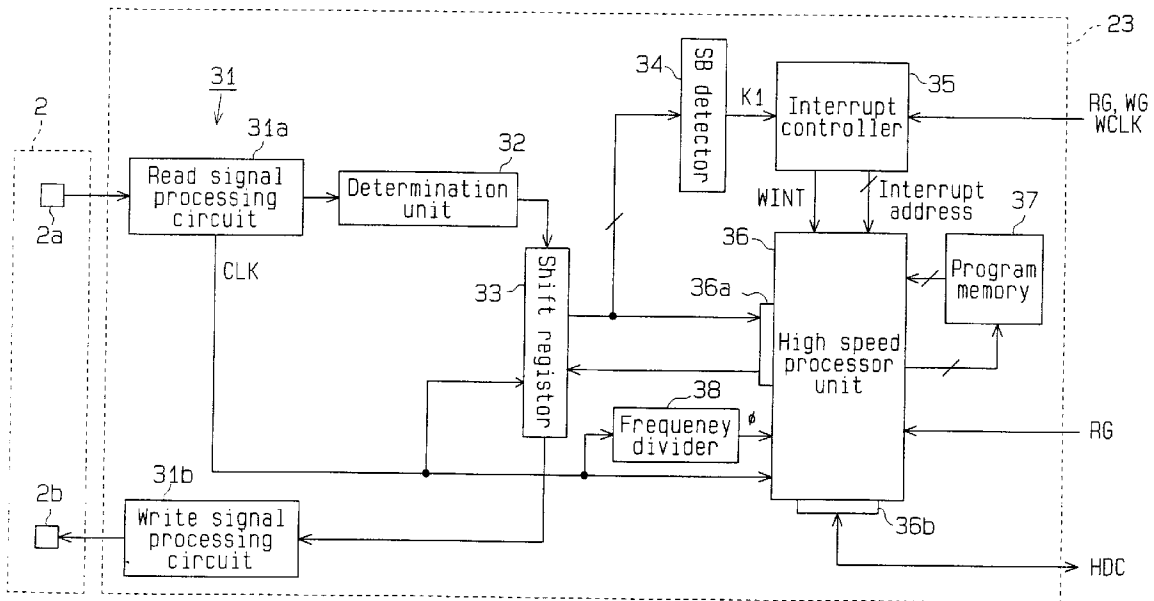 23
31
2
31a
Read signal
processing
circuit
2a
32
Determination
unit
CLK
33
Shift registor
34
SB detector
K1
35
Interrupt
controller
RG, WG
WCLK
WINT
Interrupt
address
36
36a
High speed
processor
unit
37
Program
memory
38
Frequeney
divider
ø
RG
31b
2b
Write signal
processing
circuit
36b
HDC